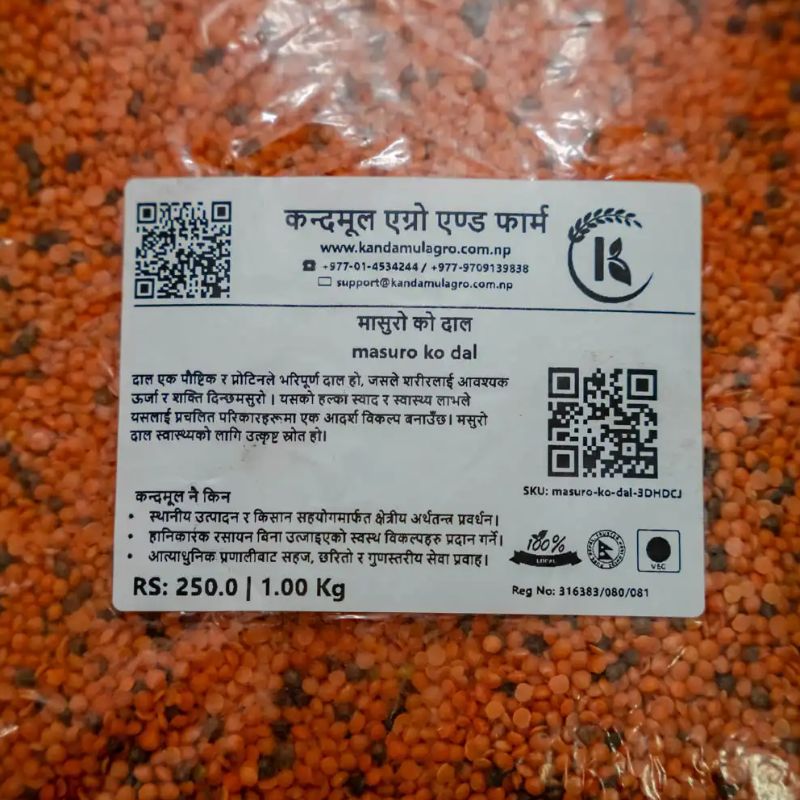 कन्दमूल एग्रो एण्ड फार्म
www.kandamulagro.com.np
+977-01-4534244 / +977-9709139838
support@kandamulagro.com.np
मासुरो को दाल
masuro ko dal
दाल एक पौष्टिक र प्रोटिनले भरिपूर्ण दाल हो, जसले शरीरलाई आवश्यक
ऊर्जा र शक्ति दिन्छमसुरो । यसको हल्का स्वाद र स्वास्थ्य लाभले
यसलाई प्रचलित परिकारहरूमा एक आदर्श विकल्प बनाउँछ। मसुरो
दाल स्वास्थ्यको लागि उत्कृष्ट स्रोत हो।
SKU: masuro-ko-dal-3DHDCJ
कन्दमूल नै किन
• स्थानीय उत्पादन र किसान सहयोगमार्फत क्षेत्रीय अर्थतन्त्र प्रवर्धन।
• हानिकारक रसायन बिना उत्जाइएको स्वस्थ विकल्पहरु प्रदान गर्ने।
• आत्याधुनिक प्रणालीवाट सहज, छरितो र गुणस्तरीय सेवा प्रवाह।
100%
LOCAL
VEG
RS: 250.0 | 1.00 Kg
Reg No: 316383/080/081